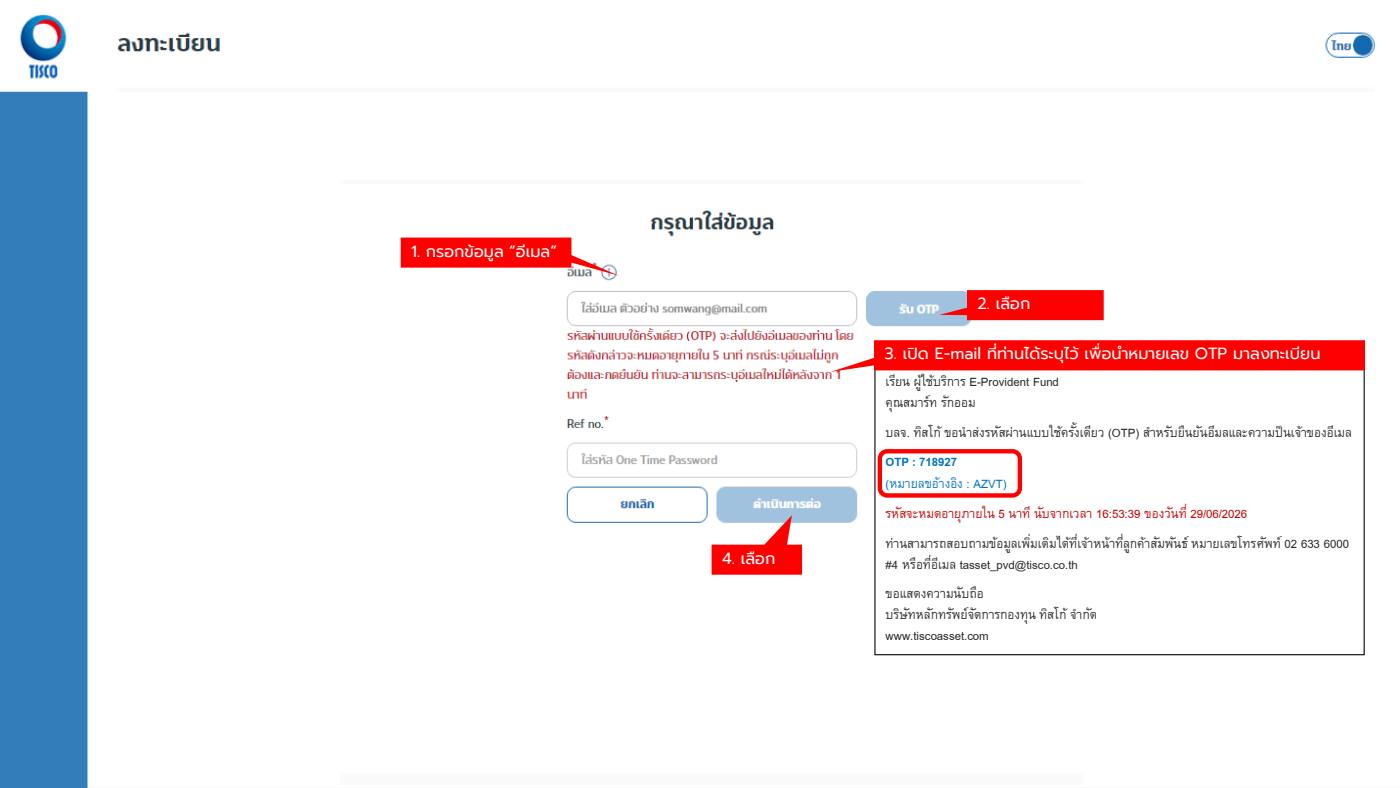 TISCO
ลงทะเบียน
ไทย
กรุณาใส่ข้อมูล
1. กรอกข้อมูล “อีเมล”
อีเมล* i
ใส่อีเมล ตัวอย่าง somwang@mail.com
รับ OTP
2. เลือก
รหัสผ่านแบบใช้ครั้งเดียว (OTP) จะส่งไปยังอีเมลของท่าน โดย
รหัสดังกล่าวจะหมดอายุภายใน 5 นาที กรณีระบุอีเมลไม่ถูก
ต้องและกดยืนยัน ท่านจะสามารถระบุอีเมลใหม่ได้หลังจาก 1
นาที
Ref no.*
ใส่รหัส One Time Password
ยกเลิก
ดำเนินการต่อ
4. เลือก
3. เปิด E-mail ที่ท่านได้ระบุไว้ เพื่อนำหมายเลข OTP มาลงทะเบียน
เรียน ผู้ใช้บริการ E-Provident Fund
คุณสมาร์ท รักออม
บลจ. ทิสโก้ ขอนำส่งรหัสผ่านแบบใช้ครั้งเดียว (OTP) สำหรับยืนยันอีมลและความป็นเจ้าของอีเมล
OTP : 718927
(หมายลขอ้างอิง : AZVT)
รหัสจะหมดอายุภายใน 5 นาที นับจากเวลา 16:53:39 ของวันที่ 29/06/2026
ท่านสามารถสอบถามข้อมูลเพิ่มเติมได้ที่เจ้าหน้าที่ลูกค้าสัมพันธ์ หมายเลขโทรศัพท์ 02 633 6000
#4 หรือที่อีเมล tasset_pvd@tisco.co.th
ขอแสดงความนับถือ
บริษัทหลักทรัพย์จัดการกองทุน ทิสโก้ จำกัด
www.tiscoasset.com